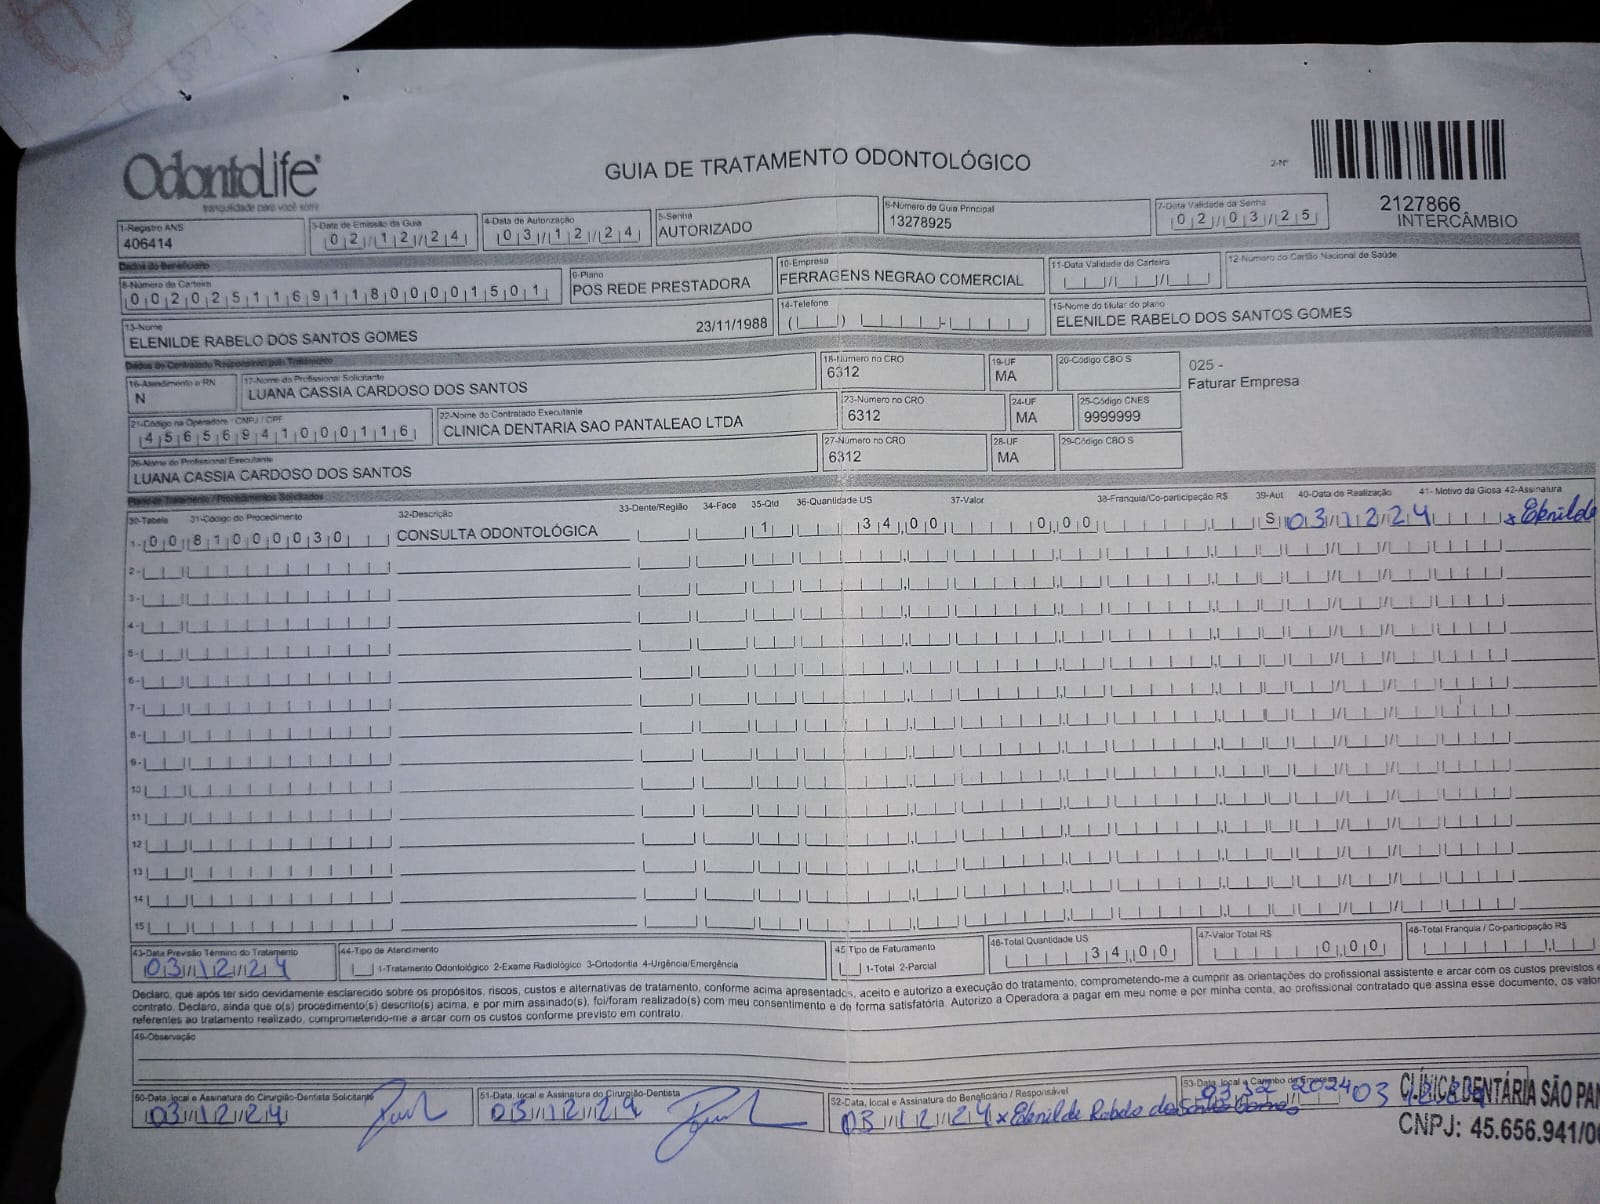 OdontoLife
tranquilidade para você sorrir
GUIA DE TRATAMENTO ODONTOLÓGICO
2-Nº
2127866
INTERCÂMBIO
1-Registro ANS
406414
3-Data de Emissão da Guia
02/12/24
4-Data de Autorização
03/12/24
5-Senha
AUTORIZADO
6-Número da Guia Principal
13278925
7-Data Validade da Senha
02/03/25
Dados do Beneficiário
8-Número da Carteira
002025116911800001501
9-Plano
POS REDE PRESTADORA
10-Empresa
FERRAGENS NEGRAO COMERCIAL
11-Data Validade da Carteira
12-Número do Cartão Nacional de Saúde
13-Nome
ELENILDE RABELO DOS SANTOS GOMES 23/11/1988
14-Telefone
15-Nome do titular do plano
ELENILDE RABELO DOS SANTOS GOMES
Dados do Contratado Responsável pelo Tratamento
16-Atendimento a RN
N
17-Nome do Profissional Solicitante
LUANA CASSIA CARDOSO DOS SANTOS
18-Número no CRO
6312
19-UF
MA
20-Código CBO S
025 -
Faturar Empresa
21-Código na Operadora / CNPJ / CPF
45656941000116
22-Nome do Contratado Executante
CLINICA DENTARIA SAO PANTALEAO LTDA
23-Número no CRO
6312
24-UF
MA
25-Código CNES
9999999
26-Nome do Profissional Executante
LUANA CASSIA CARDOSO DOS SANTOS
27-Número no CRO
6312
28-UF
MA
29-Código CBO S
Plano de Tratamento / Procedimentos Solicitados
30-Tabela 31-Código do Procedimento 32-Descrição 33-Dente/Região 34-Face 35-Qtd 36-Quantidade US 37-Valor 38-Franquia/Co-participação R$ 39-Aut 40-Data de Realização 41- Motivo da Glosa 42-Assinatura
1- 00 81000030 CONSULTA ODONTOLÓGICA 1 34,00 0,00 S 03/12/24 x Elenilde
2-
3-
4-
5-
6-
7-
8-
9-
10
11
12
13
14
15
43-Data Previsão Término do Tratamento
03/12/24
44-Tipo de Atendimento
1-Tratamento Odontológico 2-Exame Radiológico 3-Ortodontia 4-Urgência/Emergência
45 Tipo de Faturamento
1-Total 2-Parcial
46-Total Quantidade US
34,00
47-Valor Total R$
0,00
48-Total Franquia / Co-participação R$
Declaro, que após ter sido devidamente esclarecido sobre os propósitos, riscos, custos e alternativas de tratamento, conforme acima apresentados, aceito e autorizo a execução do tratamento, comprometendo-me a cumprir as orientações do profissional assistente e arcar com os custos previstos e
contrato. Declaro, ainda que o(s) procedimento(s) descrito(s) acima, e por mim assinado(s), foi/foram realizado(s) com meu consentimento e de forma satisfatória. Autorizo a Operadora a pagar em meu nome e por minha conta, ao profissional contratado que assina esse documento, os valor
referentes ao tratamento realizado, comprometendo-me a arcar com os custos conforme previsto em contrato.
49-Observação
50-Data, local e Assinatura do Cirurgião-Dentista Solicitante
03/12/24
51-Data, local e Assinatura do Cirurgião-Dentista
03/12/24
52-Data, local e Assinatura do Beneficiário / Responsável
03/12/24 x Elenilde Rabelo dos Santos Gomes
53-Data, local e Carimbo da Empresa
03 12 2024
CLÍNICA DENTÁRIA SÃO PAN
CNPJ: 45.656.941/00